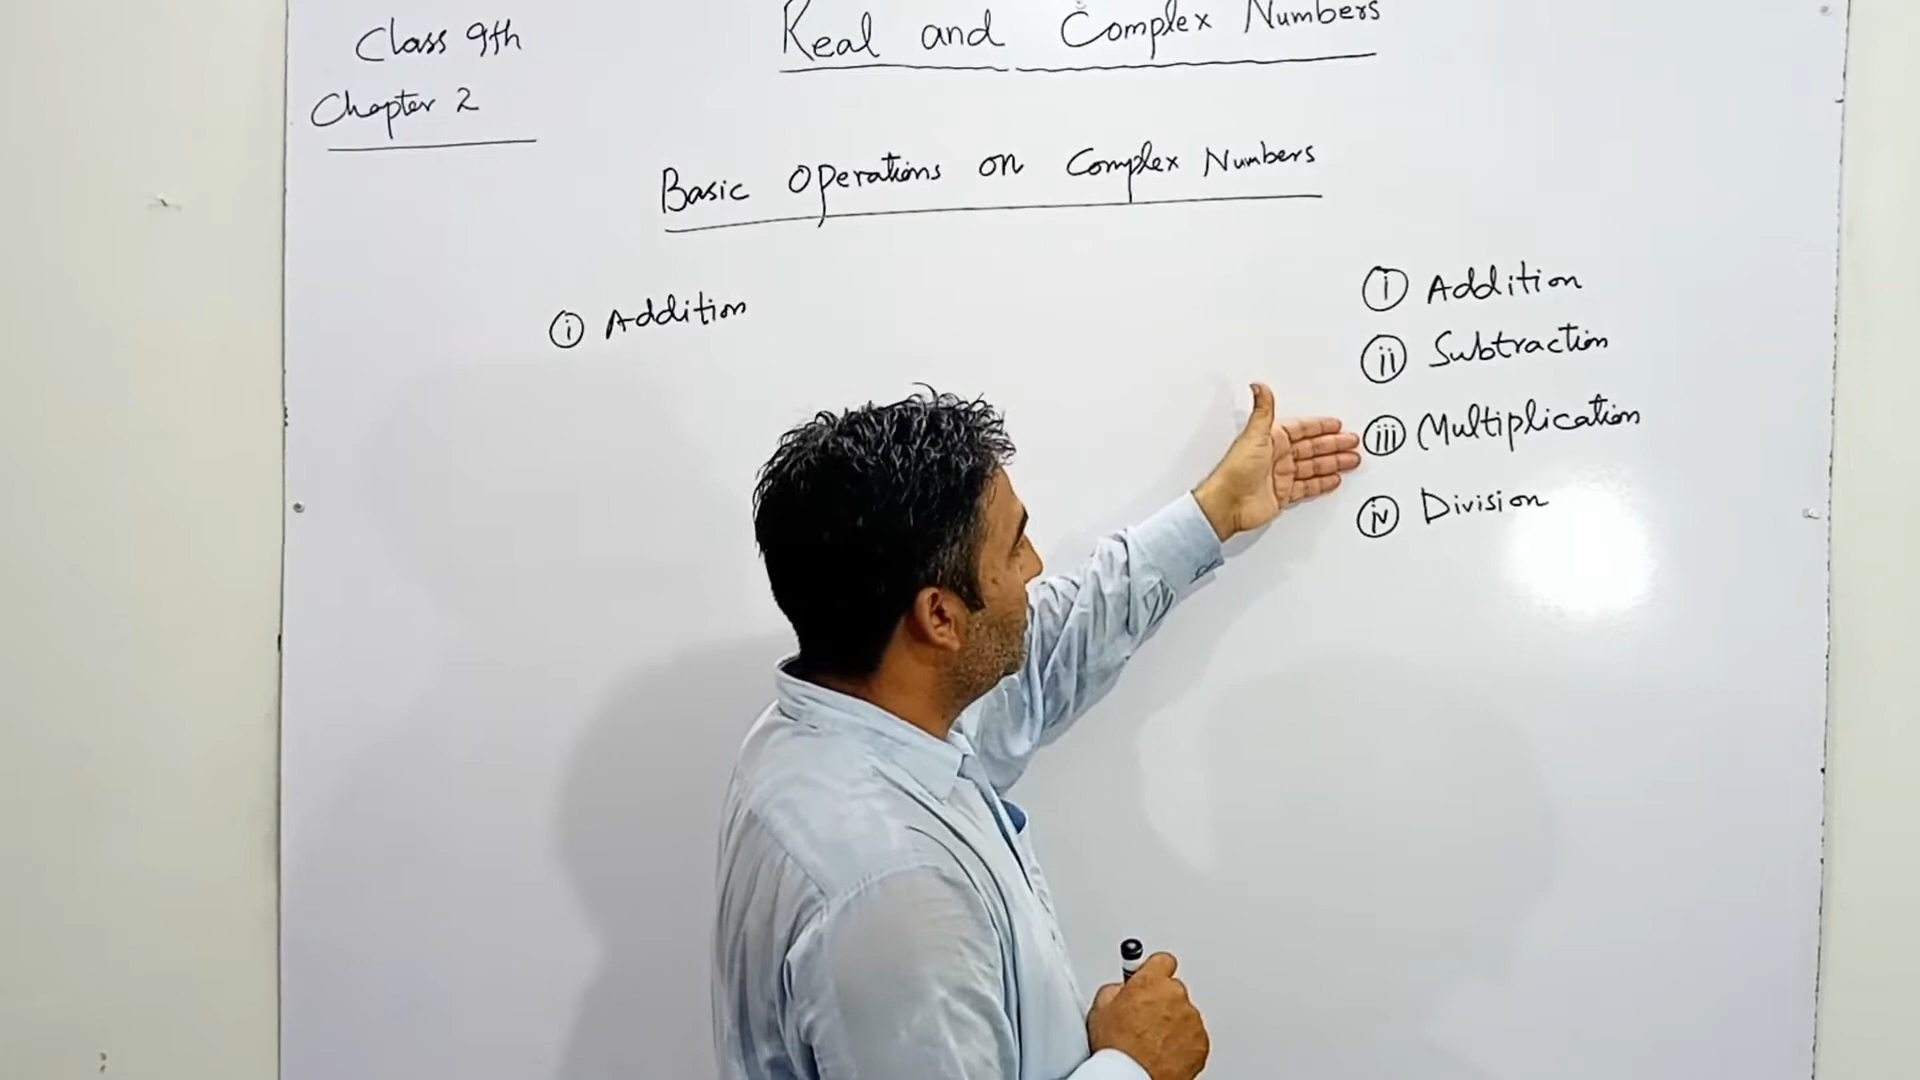 Class 9th
Chapter 2
Real and Complex Numbers
Basic Operations on Complex Numbers
i Addition
i Addition
ii Subtraction
iii Multiplication
iv Division